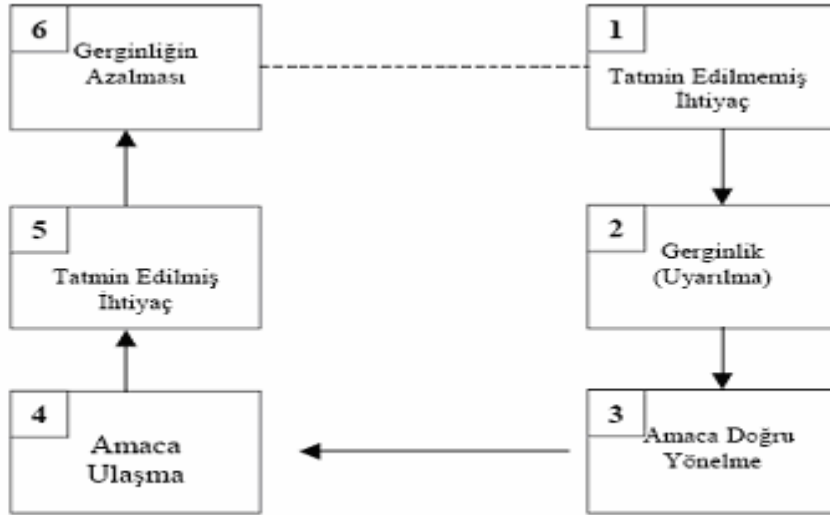 6
Gerginliğin
Azalması
1
Tatmin Edilmemiş
İhtiyaç
5
Tatmin Edilmiş
İhtiyaç
2
Gerginlik
(Uyarılma)
4
Amaca
Ulaşma
3
Amaca Doğru
Yönelme